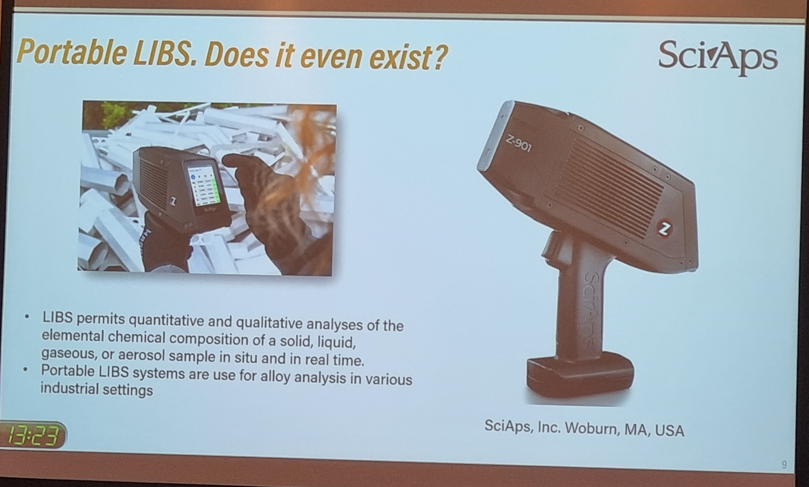 Portable LIBS. Does it even exist?
SciAps
Z-901
Z
Z
SciAps
• LIBS permits quantitative and qualitative analyses of the
elemental chemical composition of a solid, liquid,
gaseous, or aerosol sample in situ and in real time.
• Portable LIBS systems are use for alloy analysis in various
industrial settings
SciAps, Inc. Woburn, MA, USA
13:23
9